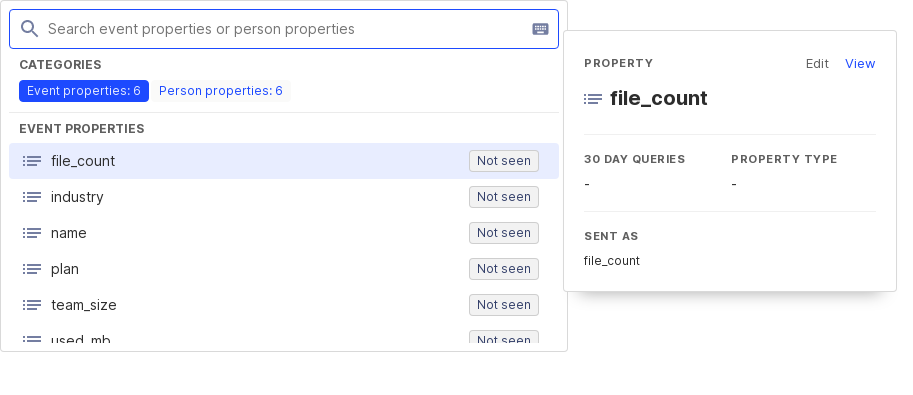 Search event properties or person properties
CATEGORIES
Event properties: 6 Person properties: 6
EVENT PROPERTIES
file_count Not seen
industry Not seen
name Not seen
plan Not seen
team_size Not seen
used_mb Not seen
PROPERTY Edit View
file_count
30 DAY QUERIES PROPERTY TYPE
- -
SENT AS
file_count